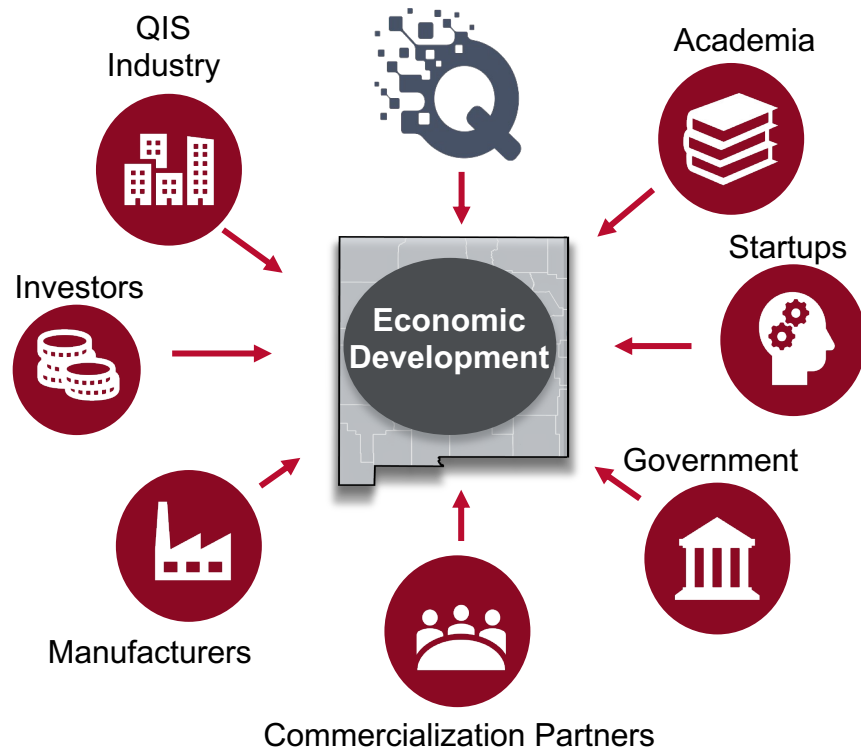 QIS
Industry
Q
Academia
Startups
Investors
Economic
Development
Government
Manufacturers
Commercialization Partners